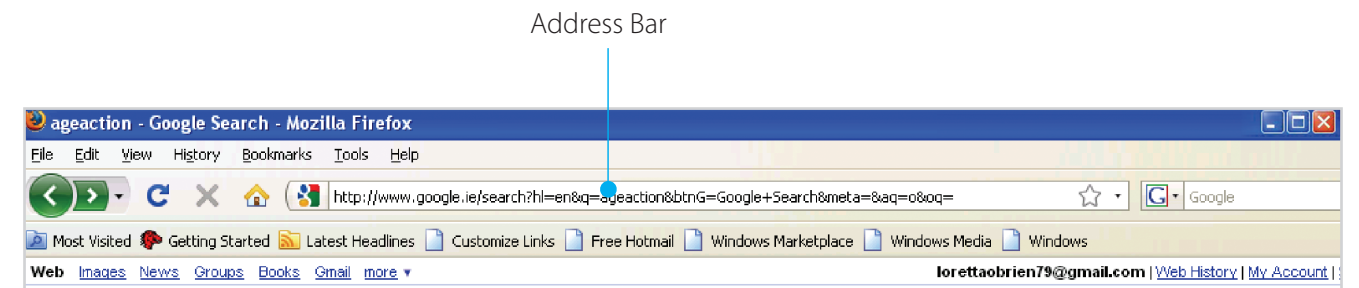 Address Bar
ageaction - Google Search - Mozilla Firefox
File Edit View History Bookmarks Tools Help
http://www.google.ie/search?hl=en&q=ageaction&btnG=Google+Search&meta=&aq=o&oq= G Google
Most Visited Getting Started Latest Headlines Customize Links Free Hotmail Windows Marketplace Windows Media Windows
Web Images News Groups Books Gmail more lorettaobrien79@gmail.com | Web History | My Account |